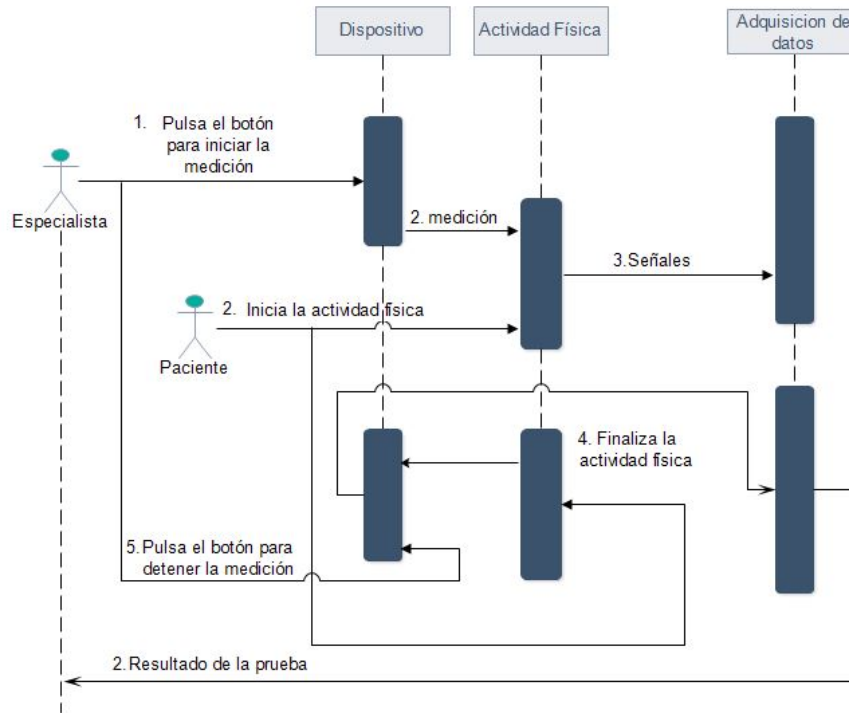 Dispositivo
Actividad Física
Adquisicion de
datos
1. Pulsa el botón
para iniciar la
medición
Especialista
2. medición
3.Señales
2. Inicia la actividad física
Paciente
4. Finaliza la
actividad física
5. Pulsa el botón para
detener la medición
2. Resultado de la prueba